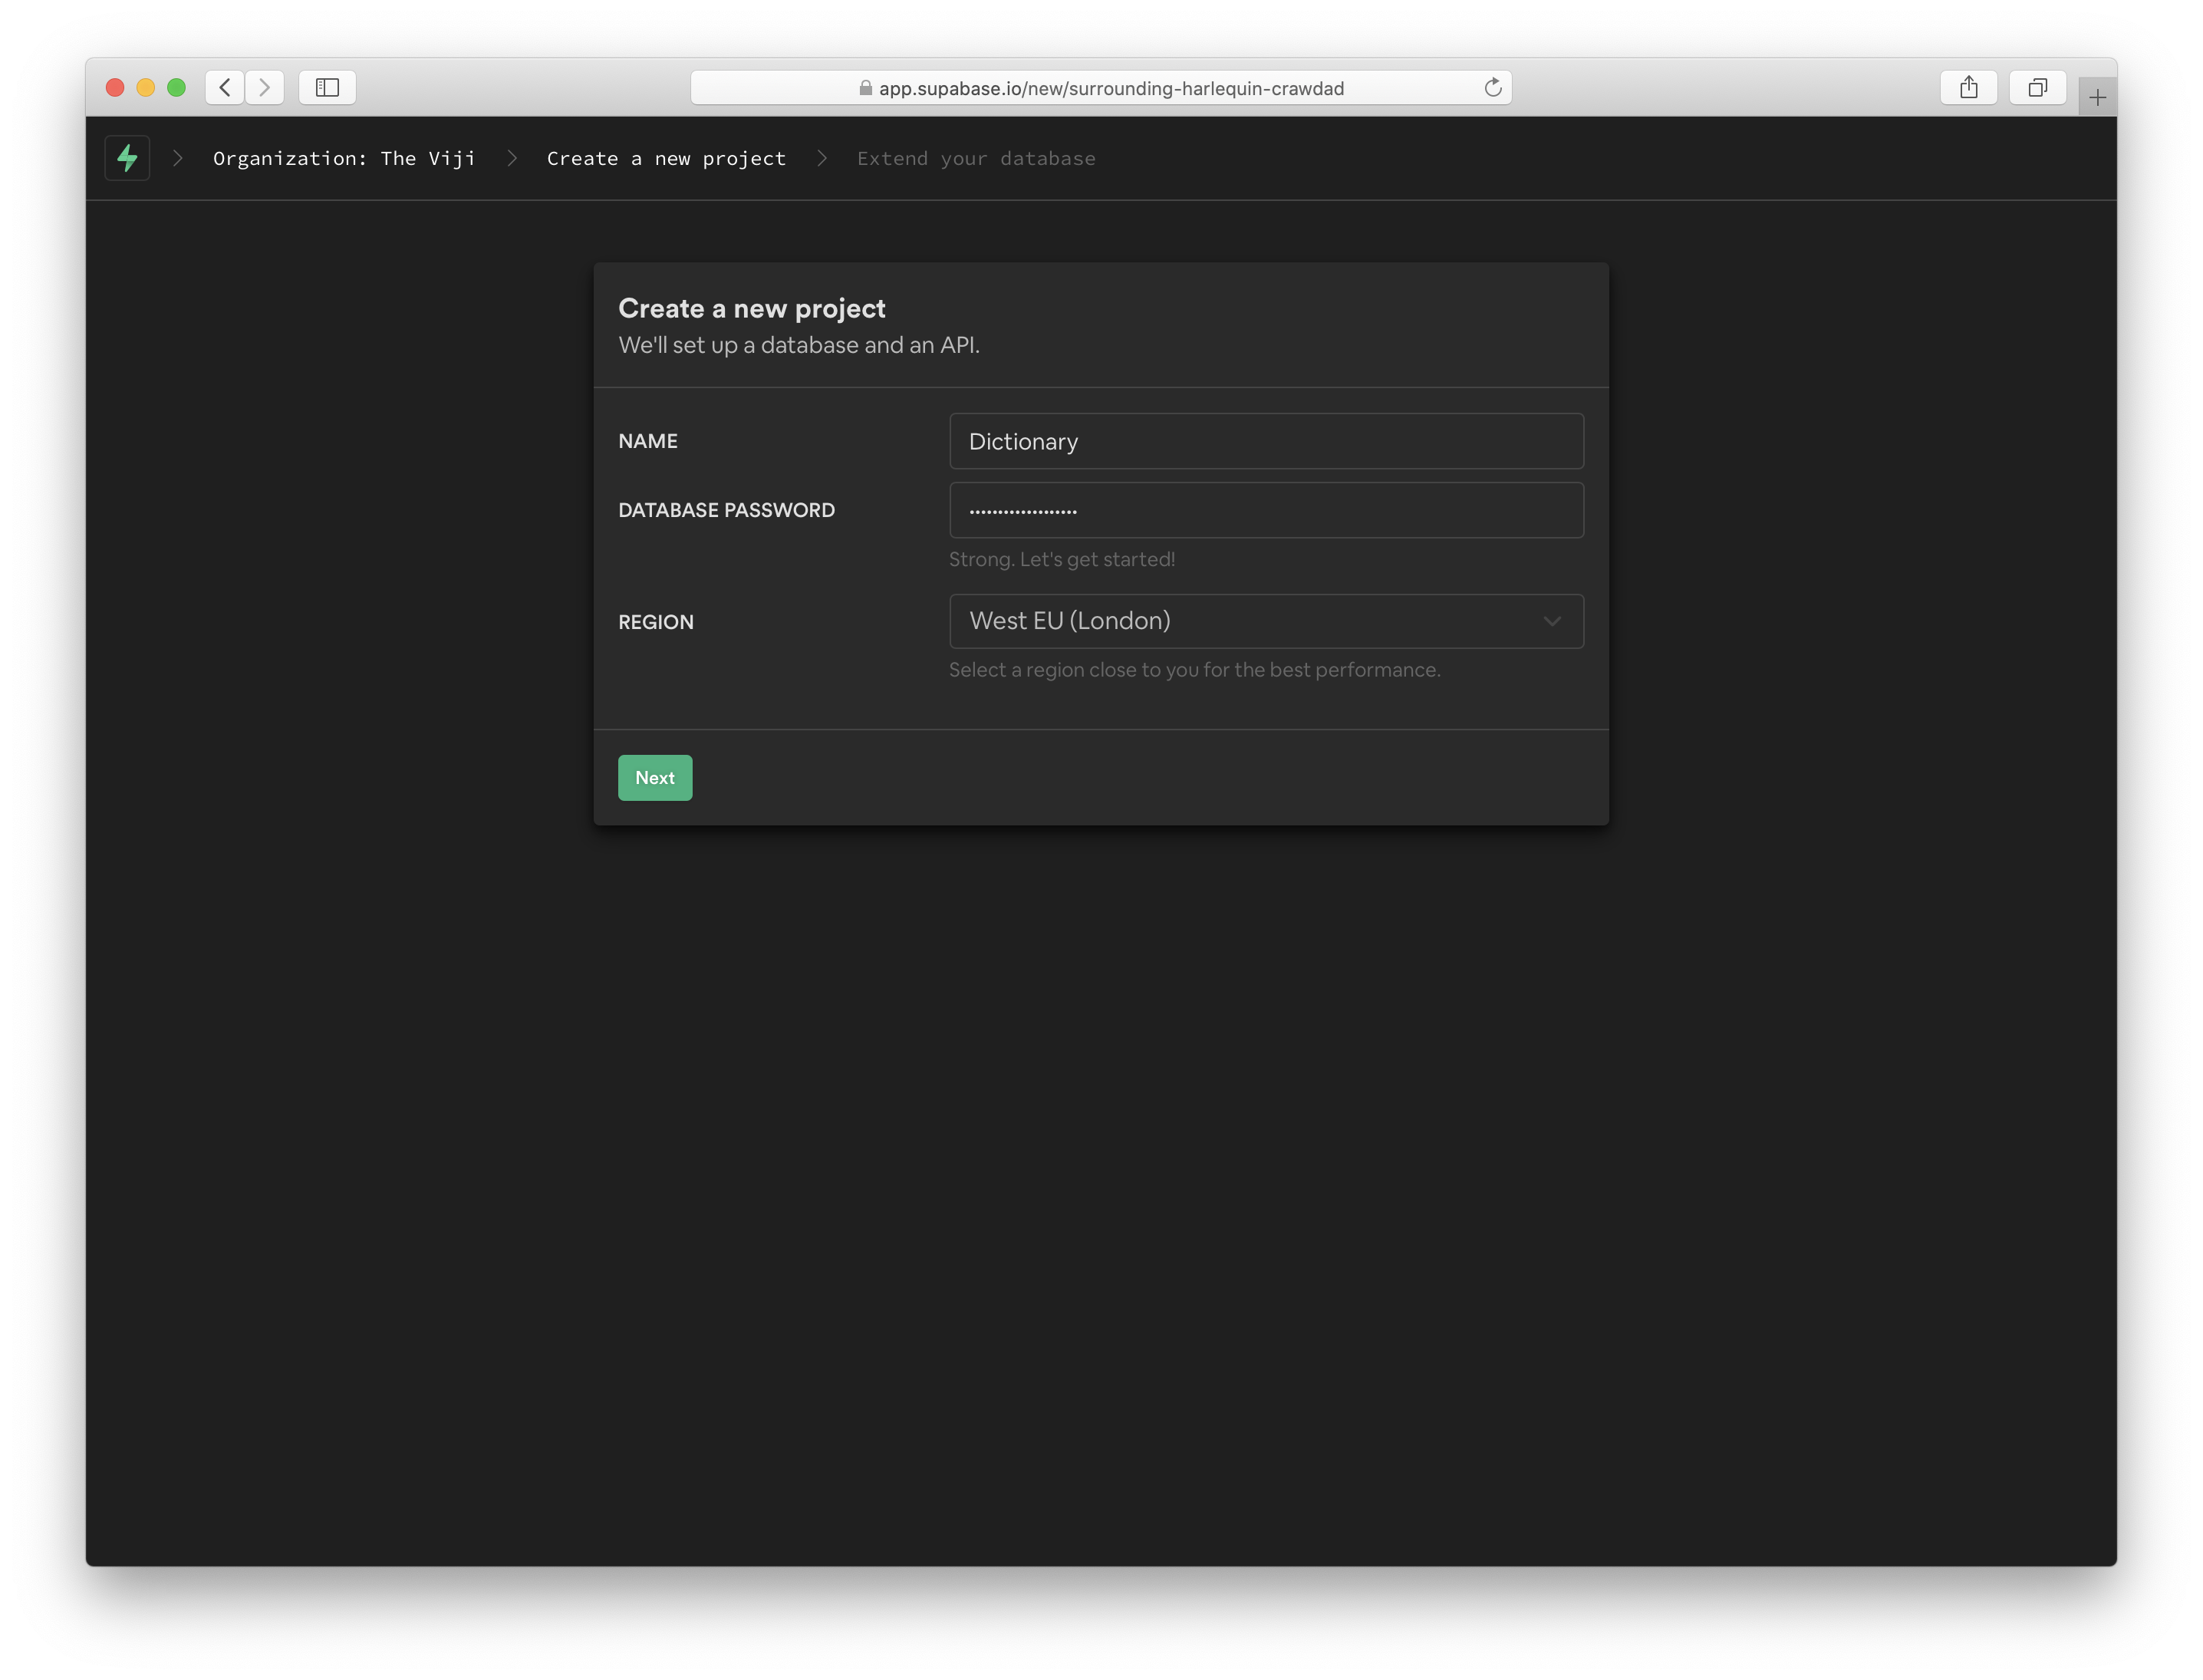 app.supabase.io/new/surrounding-harlequin-crawdad
Organization: The Viji
Create a new project
Extend your database
Create a new project
We'll set up a database and an API.
NAME
Dictionary
DATABASE PASSWORD
•••••••••••••••••••
Strong. Let's get started!
REGION
West EU (London)
Select a region close to you for the best performance.
Next